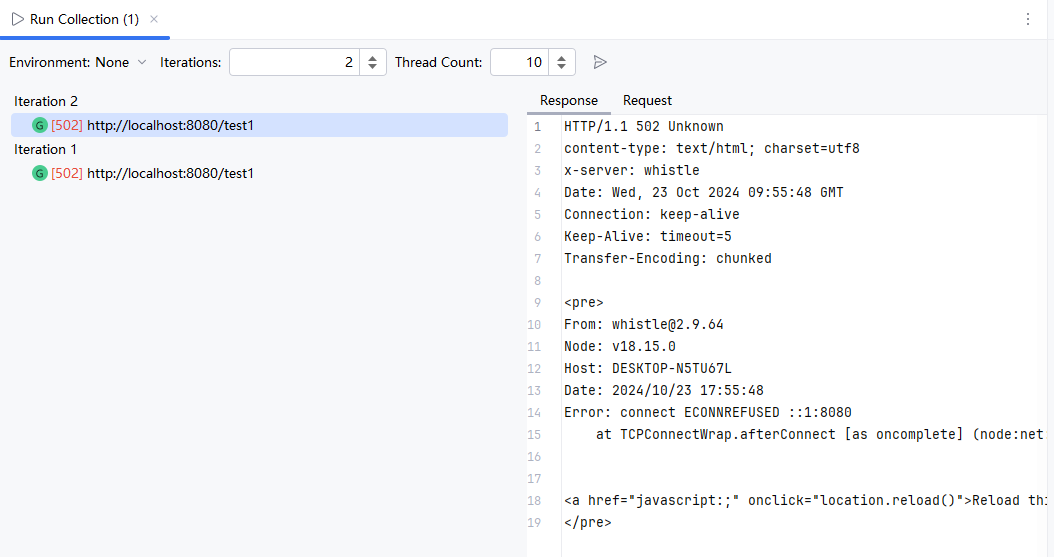 Run Collection (1)
Environment: None Iterations: 2 Thread Count: 10
Iteration 2
G [502] http://localhost:8080/test1
Iteration 1
G [502] http://localhost:8080/test1
Response Request
1 HTTP/1.1 502 Unknown
2 content-type: text/html; charset=utf8
3 x-server: whistle
4 Date: Wed, 23 Oct 2024 09:55:48 GMT
5 Connection: keep-alive
6 Keep-Alive: timeout=5
7 Transfer-Encoding: chunked
8
9 <pre>
10 From: whistle@2.9.64
11 Node: v18.15.0
12 Host: DESKTOP-N5TU67L
13 Date: 2024/10/23 17:55:48
14 Error: connect ECONNREFUSED ::1:8080
15 at TCPConnectWrap.afterConnect [as oncomplete] (node:net:
16
17
18 <a href="javascript:;" onclick="location.reload()">Reload thi
19 </pre>